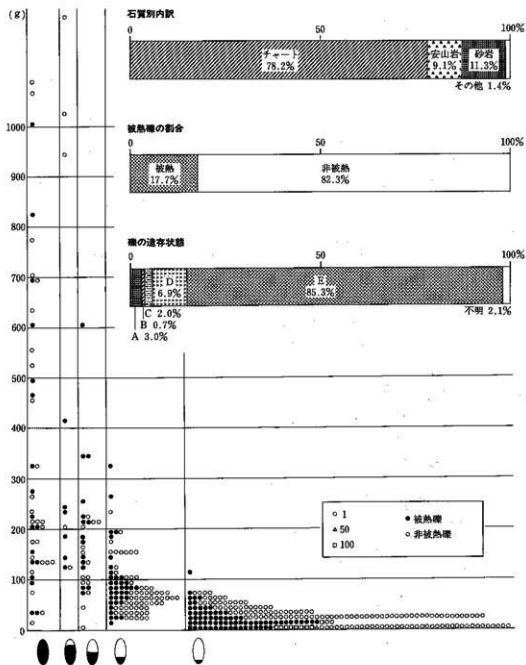 (g)
1000
900
800
700
600
500
400
300
200
100
0
石質別内訳
0 50 100%
チャート
78.2%
安山岩
9.1%
砂岩
11.3%
その他 1.4%
被熱礫の割合
0 50 100%
被熱
17.7%
非被熱
82.3%
礫の遺存状態
0 50 100%
D
6.9%
E
85.3%
C 2.0%
B 0.7%
A 3.0%
不明 2.1%
○ 1
▵ 50
□ 100
● 被熱礫
○ 非被熱礫